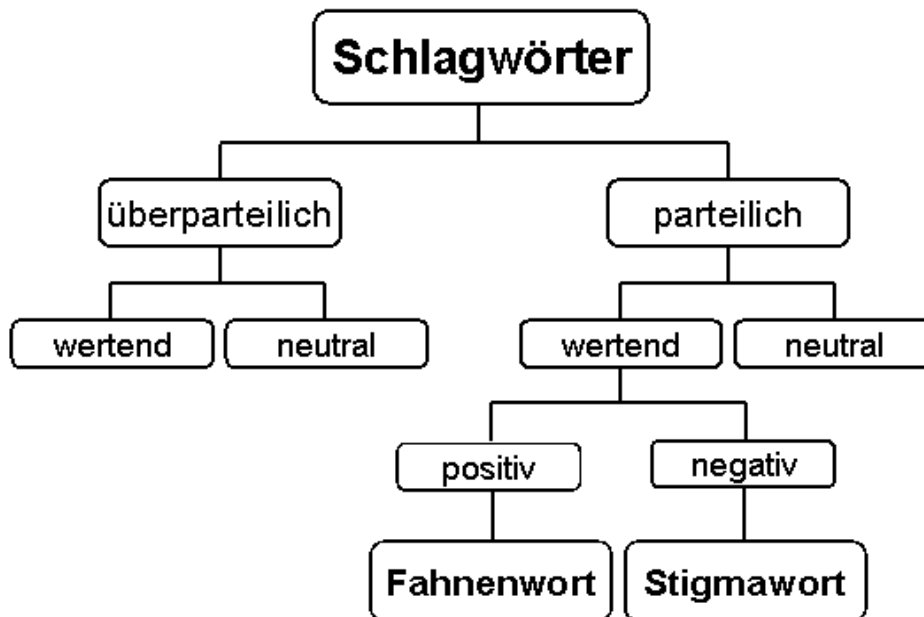 Schlagwörter
überparteilich
parteilich
wertend
neutral
wertend
neutral
positiv
negativ
Fahnenwort
Stigmawort